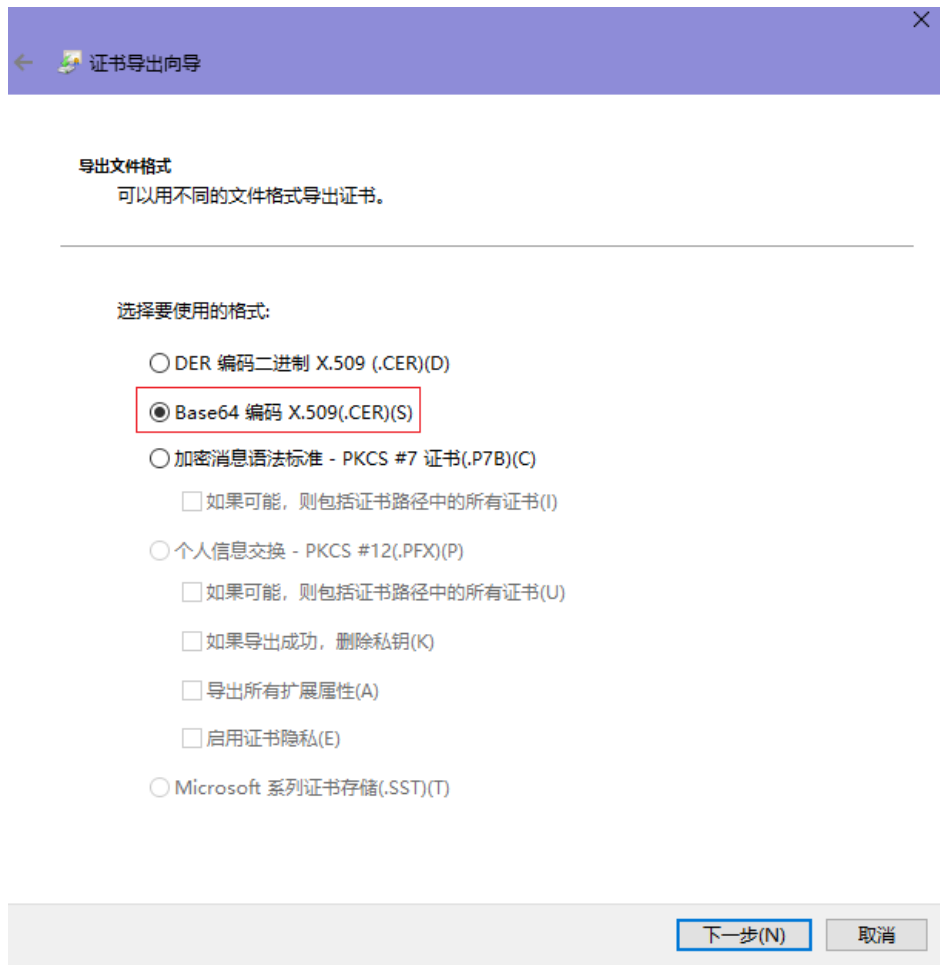 证书导出向导
导出文件格式
可以用不同的文件格式导出证书。
选择要使用的格式:
DER 编码二进制 X.509 (.CER)(D)
Base64 编码 X.509(.CER)(S)
加密消息语法标准 - PKCS #7 证书(.P7B)(C)
如果可能，则包括证书路径中的所有证书(I)
个人信息交换 - PKCS #12(.PFX)(P)
如果可能，则包括证书路径中的所有证书(U)
如果导出成功，删除私钥(K)
导出所有扩展属性(A)
启用证书隐私(E)
Microsoft 系列证书存储(.SST)(T)
下一步(N) 取消